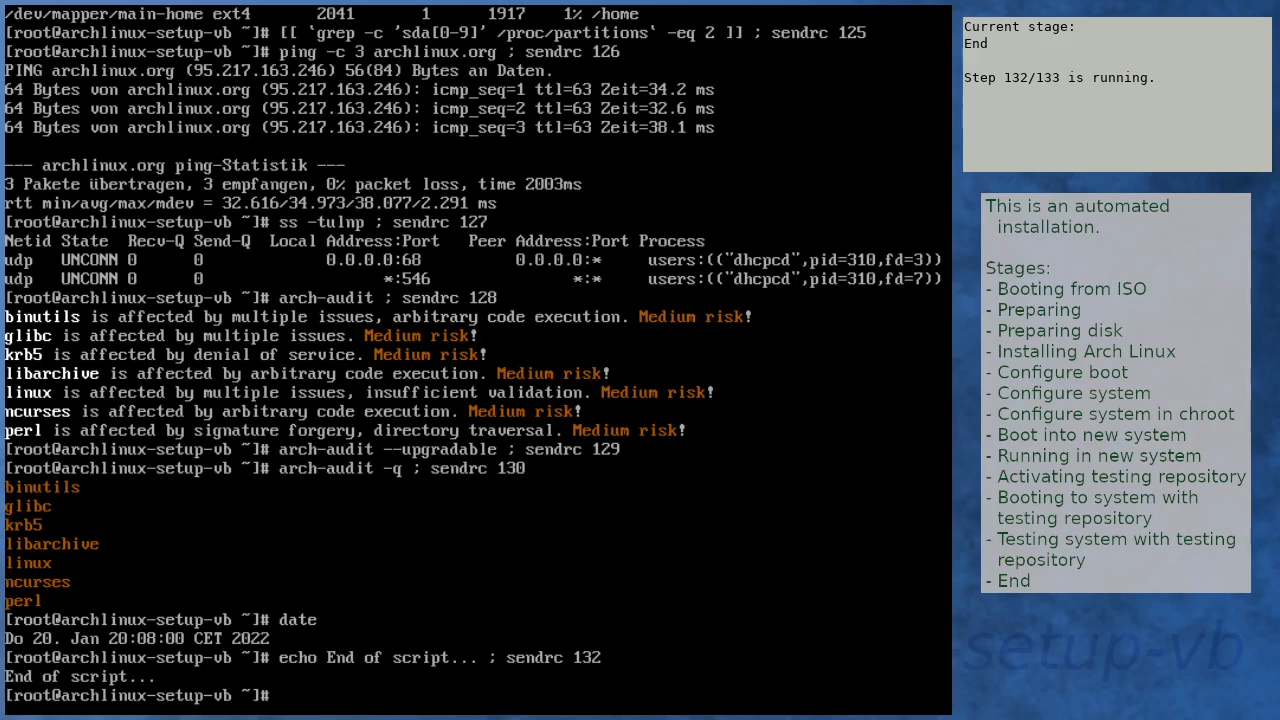 /dev/mapper/main-home ext4       2041       1      1917    1% /home
[root@archlinux-setup-vb ~]# [[ `grep -c 'sda[0-9]' /proc/partitions` -eq 2 ]] ; sendrc 125
[root@archlinux-setup-vb ~]# ping -c 3 archlinux.org ; sendrc 126
PING archlinux.org (95.217.163.246) 56(84) Bytes an Daten.
64 Bytes von archlinux.org (95.217.163.246): icmp_seq=1 ttl=63 Zeit=34.2 ms
64 Bytes von archlinux.org (95.217.163.246): icmp_seq=2 ttl=63 Zeit=32.6 ms
64 Bytes von archlinux.org (95.217.163.246): icmp_seq=3 ttl=63 Zeit=38.1 ms

--- archlinux.org ping-Statistik ---
3 Pakete übertragen, 3 empfangen, 0% packet loss, time 2003ms
rtt min/avg/max/mdev = 32.616/34.973/38.077/2.291 ms
[root@archlinux-setup-vb ~]# ss -tulnp ; sendrc 127
Netid State  Recv-Q Send-Q  Local Address:Port   Peer Address:Port Process
udp   UNCONN 0      0             0.0.0.0:68          0.0.0.0:*     users:(("dhcpcd",pid=310,fd=3))
udp   UNCONN 0      0                   *:546               *:*     users:(("dhcpcd",pid=310,fd=7))
[root@archlinux-setup-vb ~]# arch-audit ; sendrc 128
binutils is affected by multiple issues, arbitrary code execution. Medium risk!
glibc is affected by multiple issues. Medium risk!
krb5 is affected by denial of service. Medium risk!
libarchive is affected by arbitrary code execution. Medium risk!
linux is affected by multiple issues, insufficient validation. Medium risk!
ncurses is affected by arbitrary code execution. Medium risk!
perl is affected by signature forgery, directory traversal. Medium risk!
[root@archlinux-setup-vb ~]# arch-audit --upgradable ; sendrc 129
[root@archlinux-setup-vb ~]# arch-audit -q ; sendrc 130
binutils
glibc
krb5
libarchive
linux
ncurses
perl
[root@archlinux-setup-vb ~]# date
Do 20. Jan 20:08:00 CET 2022
[root@archlinux-setup-vb ~]# echo End of script... ; sendrc 132
End of script...
[root@archlinux-setup-vb ~]#
Current stage:
End

Step 132/133 is running.
This is an automated
installation.

Stages:
- Booting from ISO
- Preparing
- Preparing disk
- Installing Arch Linux
- Configure boot
- Configure system
- Configure system in chroot
- Boot into new system
- Running in new system
- Activating testing repository
- Booting to system with
testing repository
- Testing system with testing
repository
- End
setup-vb